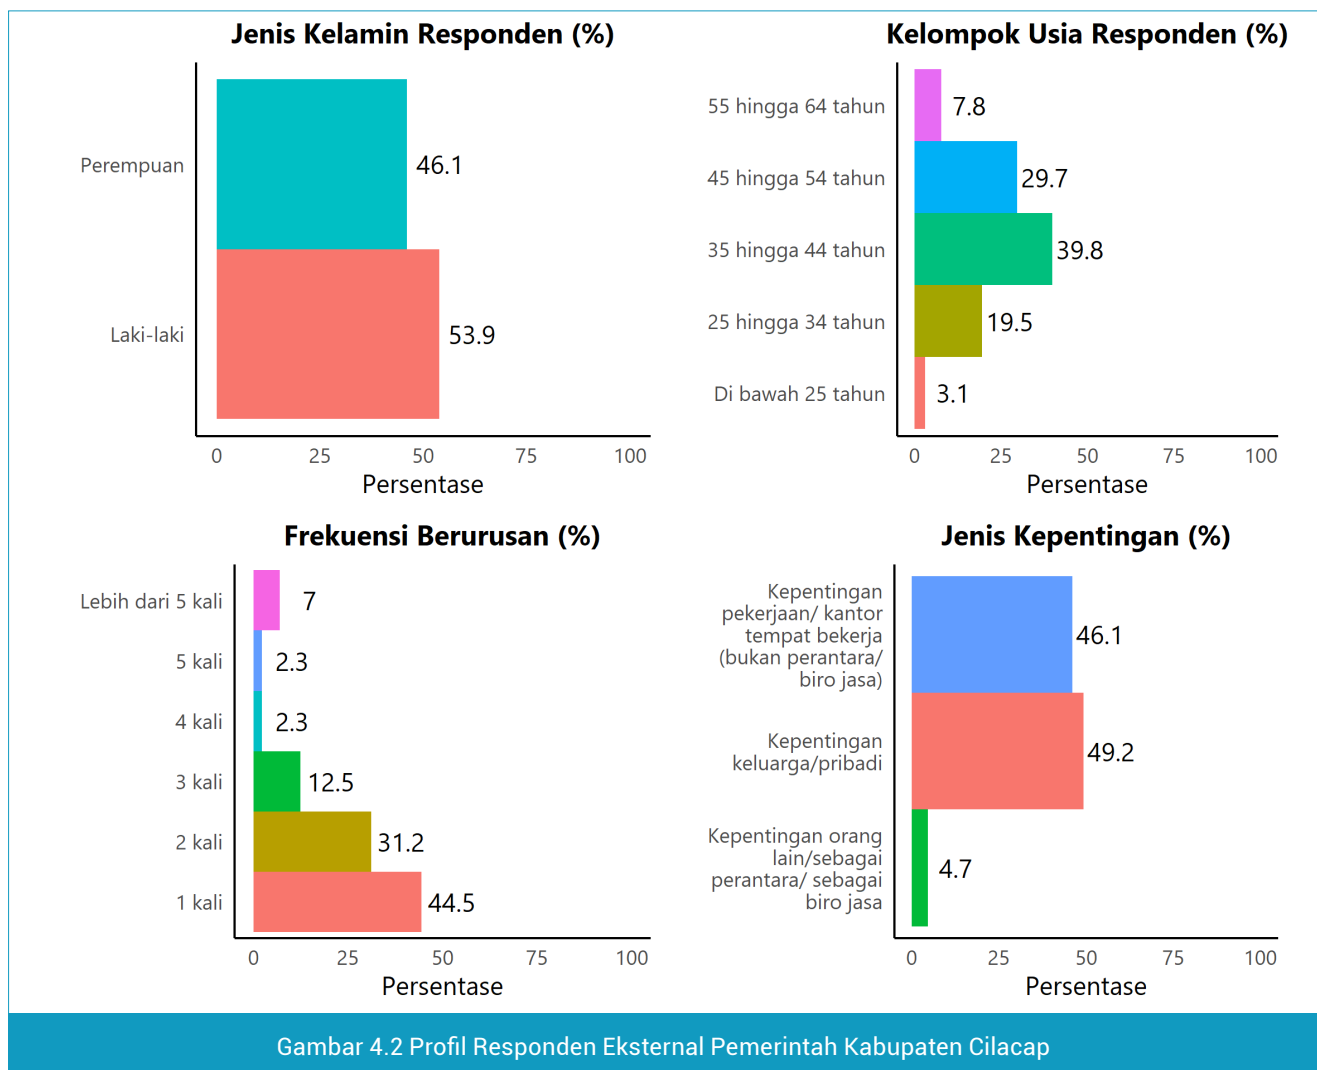 Jenis Kelamin Responden (%)
Perempuan
46.1
Laki-laki
53.9
0 25 50 75 100
Persentase
Kelompok Usia Responden (%)
55 hingga 64 tahun
7.8
45 hingga 54 tahun
29.7
35 hingga 44 tahun
39.8
25 hingga 34 tahun
19.5
Di bawah 25 tahun
3.1
0 25 50 75 100
Persentase
Frekuensi Berurusan (%)
Lebih dari 5 kali
7
5 kali
2.3
4 kali
2.3
3 kali
12.5
2 kali
31.2
1 kali
44.5
0 25 50 75 100
Persentase
Jenis Kepentingan (%)
Kepentingan
pekerjaan/ kantor
tempat bekerja
(bukan perantara/
biro jasa)
46.1
Kepentingan
keluarga/pribadi
49.2
Kepentingan orang
lain/sebagai
perantara/ sebagai
biro jasa
4.7
0 25 50 75 100
Persentase
Gambar 4.2 Profil Responden Eksternal Pemerintah Kabupaten Cilacap